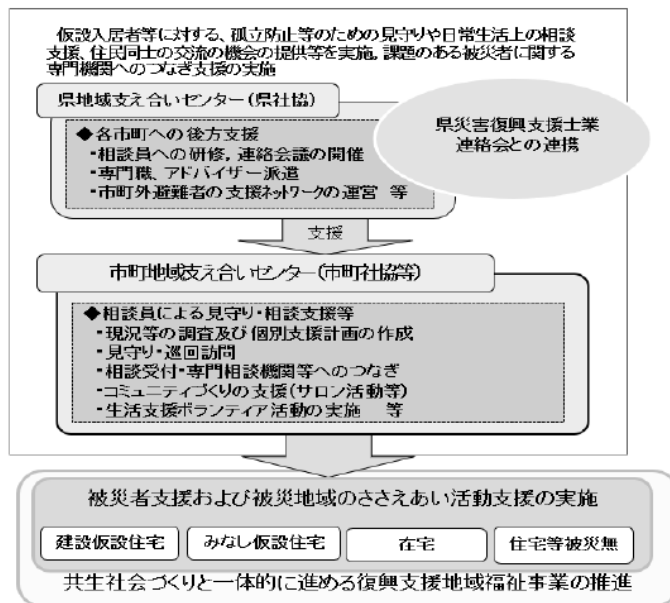 仮設入居者等に対する、孤立防止等のための見守りや日常生活上の相談
支援、住民同士の交流の機会の提供等を実施，課題のある被災者に関する
専門機関へのつなぎ支援の実施
県地域支え合いセンター（県社協）
◆各市町への後方支援
・相談員への研修，連絡会議の開催
・専門職、アドバイザー派遣
・市町外避難者の支援ネットワークの運営　等
県災害復興支援士業
連絡会との連携
支援
市町地域支え合いセンター（市町社協等）
◆相談員による見守り・相談支援等
・現況等の調査及び個別支援計画の作成
・見守り・巡回訪問
・相談受付・専門相談機関等へのつなぎ
・コミュニティづくりの支援（サロン活動等）
・生活支援ボランティア活動の実施　等
被災者支援および被災地域のささえあい活動支援の実施
建設仮設住宅
みなし仮設住宅
在宅
住宅等被災無
共生社会づくりと一体的に進める復興支援地域福祉事業の推進